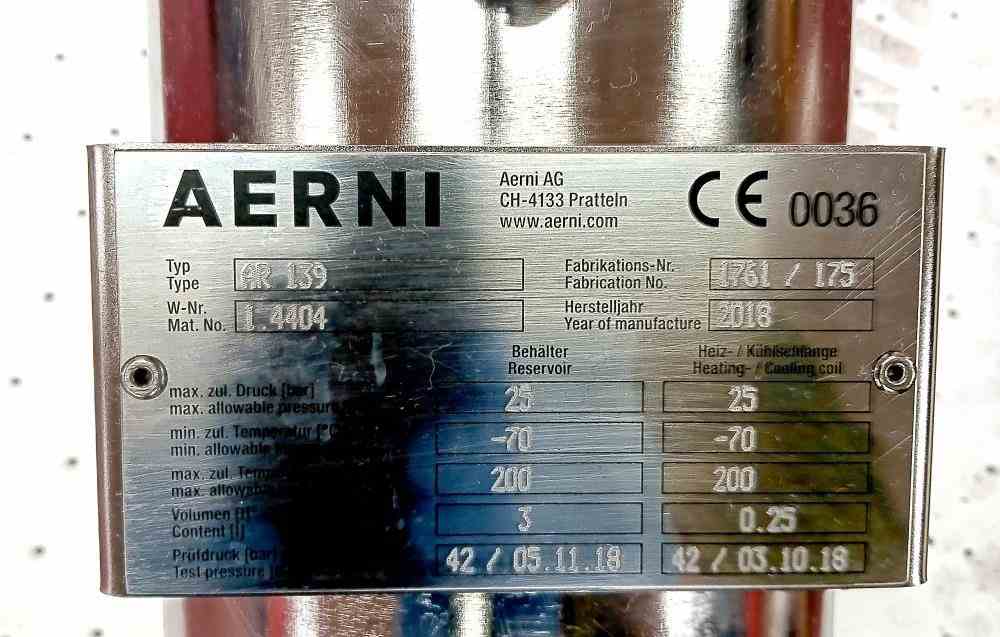 AERNI
Aerni AG
CH-4133 Pratteln
www.aerni.com
CE 0036
Typ
Type
AR 139
Fabrikations-Nr.
Fabrication No.
1761 / 175
W-Nr.
Mat. No.
1.4404
Herstelljahr
Year of manufacture
2018
Behälter
Reservoir
Heiz- / Kühlschlange
Heating- / Cooling coil
max. zul. Druck [bar]
max. allowable pressure
25
25
min. zul. Temperatur [°C
min. allowable
-70
-70
max. zul.
max. allowable
200
200
Volumen [l]
Content [l]
3
0.25
Prüfdruck [bar]
Test pressure
42 / 05.11.18
42 / 03.10.18